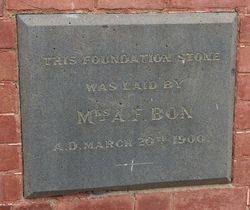 THIS FOUNDATION STONE
WAS LAID BY
MRS A.F. BON
A.D. MARCH 20TH 1900.